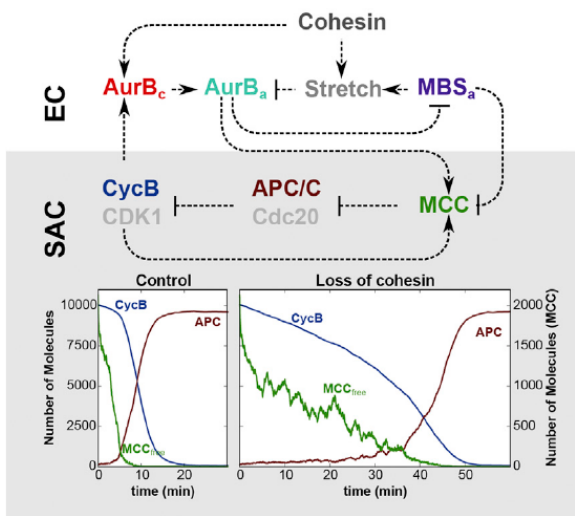 Cohesin
EC
AurBc AurBa Stretch MBSa
SAC
CycB APC/C MCC
CDK1 Cdc20
Control Loss of cohesin
Number of Molecules
10000
7500
5000
2500
0
CycB
APC
MCCfree
0 10 20
time (min)
CycB
APC
MCCfree
0 10 20 30 40 50
time (min)
2000
1500
1000
500
0
Number of Molecules (MCC)